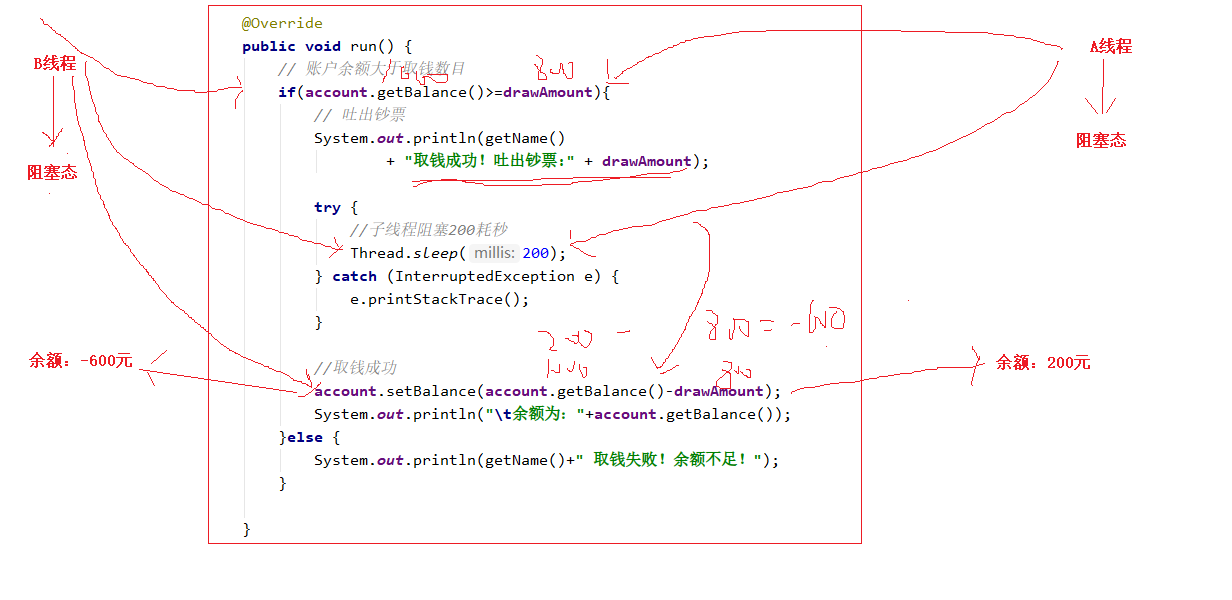 @Override
public void run() {
A线程
B线程
// 账户余额大于取钱数目
1000
800
if(account.getBalance()>=drawAmount){
// 吐出钞票
System.out.println(getName()
阻塞态
+ "取钱成功！吐出钞票:" + drawAmount);
阻塞态
try {
//子线程阻塞200耗秒
Thread.sleep( millis: 200);
} catch (InterruptedException e) {
e.printStackTrace();
}
200 - 800 = -600
余额：-600元
//取钱成功
1000
800
余额：200元
account.setBalance(account.getBalance()-drawAmount);
System.out.println("\t余额为："+account.getBalance());
}else {
System.out.println(getName()+" 取钱失败！余额不足！");
}
}